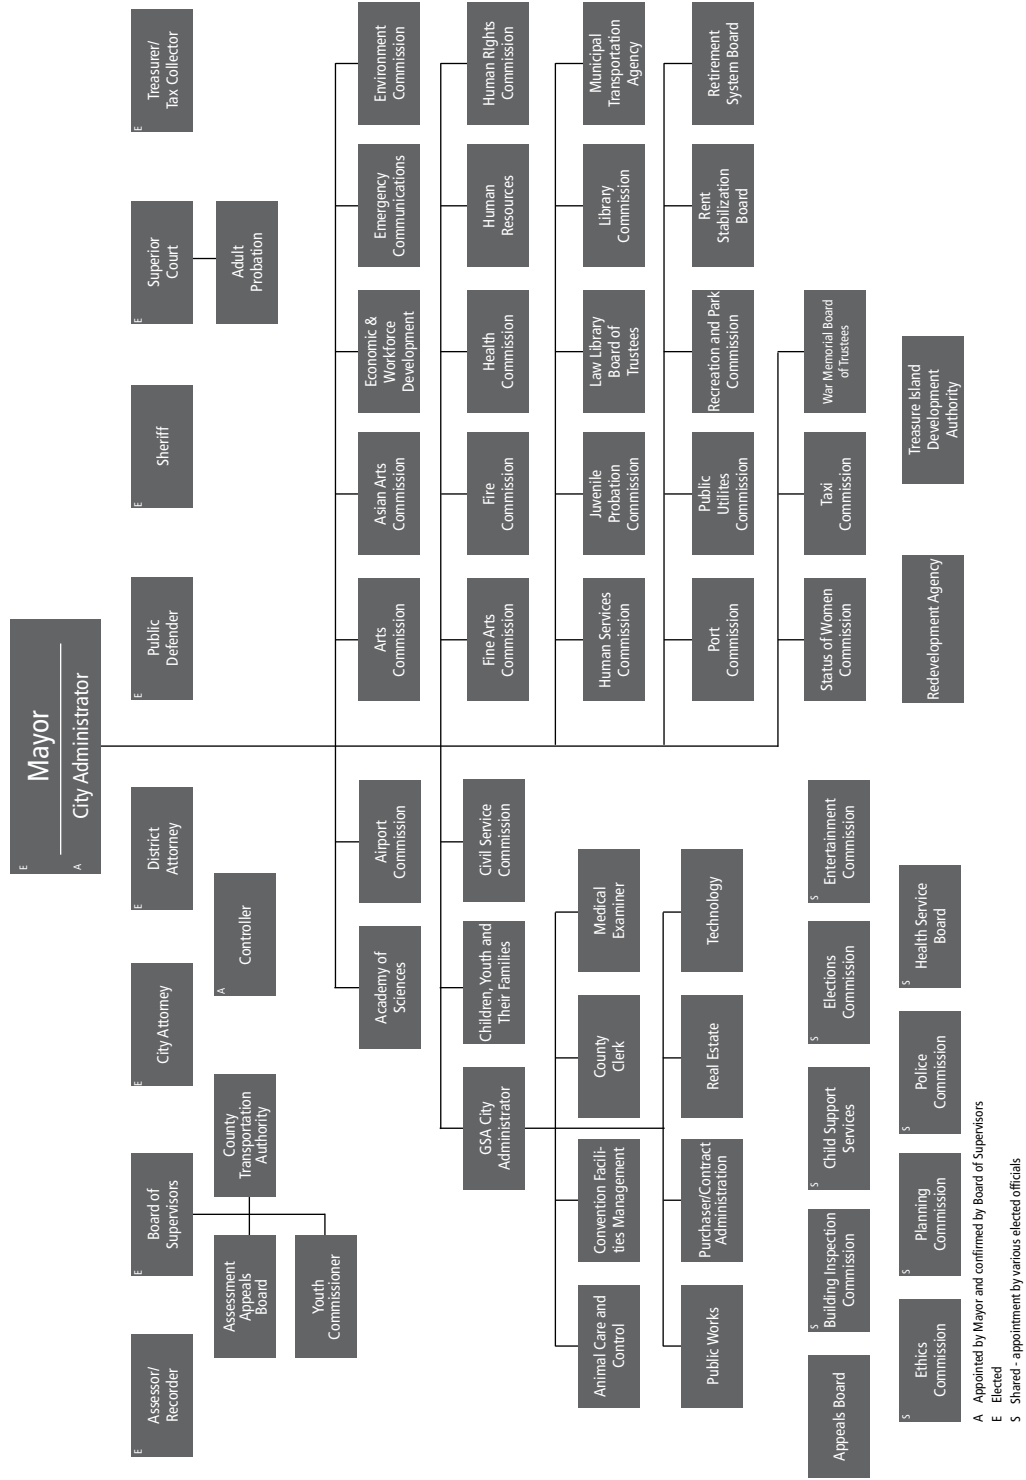 E
Mayor
A
City Administrator
E
Assessor/
Recorder
E
Board of
Supervisors
E
City Attorney
E
District
Attorney
E
Public
Defender
E
Sheriff
E
Superior
Court
E
Treasurer/
Tax Collector
Assessment
Appeals
Board
County
Transportation
Authority
A
Controller
Adult
Probation
Youth
Commissioner
Academy of
Sciences
Airport
Commission
Arts
Commission
Asian Arts
Commission
Economic &
Workforce
Development
Emergency
Communications
Environment
Commission
GSA City
Administrator
Children, Youth and
Their Families
Civil Service
Commission
Fine Arts
Commission
Fire
Commission
Health
Commission
Human
Resources
Human Rights
Commission
Animal Care and
Control
Convention Facili-
ties Management
County
Clerk
Medical
Examiner
Human Services
Commission
Juvenile
Probation
Commission
Law Library
Board of
Trustees
Library
Commission
Municipal
Transportation
Agency
Public Works
Purchaser/Contract
Administration
Real Estate
Technology
Port
Commission
Public
Utilites
Commission
Recreation and Park
Commission
Rent
Stabilization
Board
Retirement
System Board
Appeals Board
S
Building Inspection
Commission
S
Child Support
Services
S
Elections
Commission
S
Entertainment
Commission
Status of Women
Commission
Taxi
Commission
War Memorial Board
of Trustees
S
Ethics
Commission
S
Planning
Commission
S
Police
Commission
S
Health Service
Board
Redevelopment Agency
Treasure Island
Development
Authority
A Appointed by Mayor and confirmed by Board of Supervisors
E Elected
S Shared - appointment by various elected officials